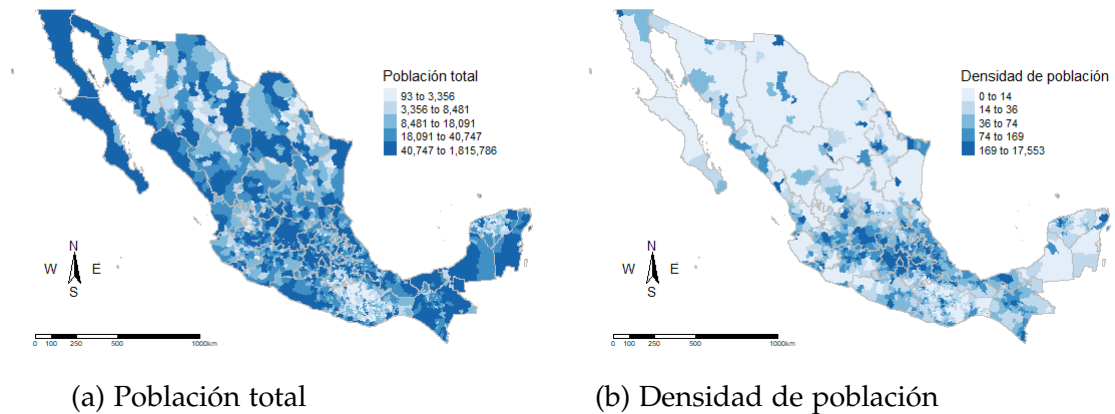 Población total
93 to 3,356
3,356 to 8,481
8,481 to 18,091
18,091 to 40,747
40,747 to 1,815,786
N
W E
S
0 100 250 500 1000km
(a) Población total
Densidad de población
0 to 14
14 to 36
36 to 74
74 to 169
169 to 17,553
N
W E
S
0 100 250 500 1000km
(b) Densidad de población